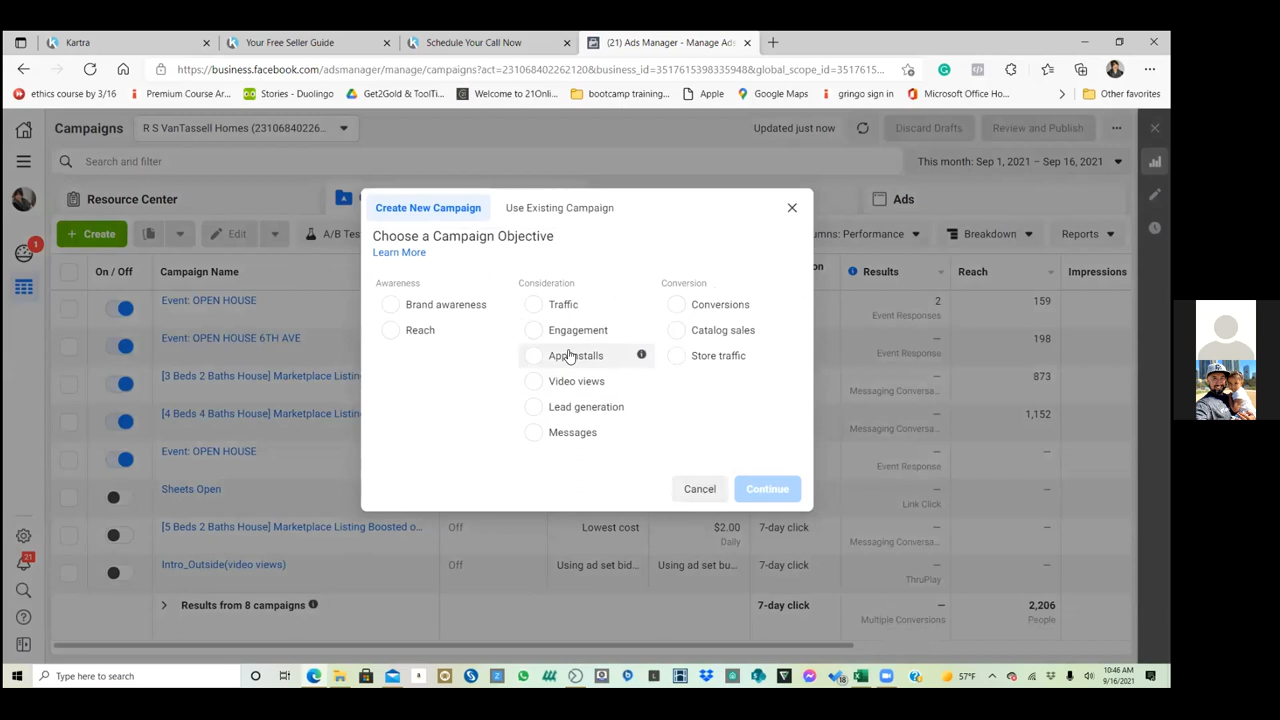 Kartra
Your Free Seller Guide
Schedule Your Call Now
(21) Ads Manager - Manage Ads
https://business.facebook.com/adsmanager/manage/campaigns?act=231068402262120&business_id=3517615398335948&global_scope_id=3517615...
ethics course by 3/16
Premium Course Ar...
Stories - Duolingo
Get2Gold & ToolTi...
Welcome to 21Onli...
bootcamp training...
Apple
Google Maps
gringo sign in
Microsoft Office Ho...
Other favorites
Campaigns
R S VanTassell Homes (23106840226...
Updated just now
Discard Drafts
Review and Publish
Search and filter
This month: Sep 1, 2021 – Sep 16, 2021
Resource Center
Ads
Create
Edit
A/B Tes
mns: Performance
Breakdown
Reports
On / Off
Campaign Name
on
Results
Reach
Impressions
Event: OPEN HOUSE
2
159
Event Responses
Event: OPEN HOUSE 6TH AVE
—
198
Event Response
[3 Beds 2 Baths House] Marketplace Listing
—
873
Messaging Conversa...
[4 Beds 4 Baths House] Marketplace Listing
—
1,152
Messaging Conversa...
Event: OPEN HOUSE
—
—
Event Response
Sheets Open
—
—
Link Click
[5 Beds 2 Baths House] Marketplace Listing Boosted o...
Off
Lowest cost
$2.00
7-day click
—
—
Daily
Messaging Conversa...
Intro_Outside(video views)
Off
Using ad set bid...
Using ad set bu...
7-day click
—
—
ThruPlay
Results from 8 campaigns
7-day click
—
2,206
Multiple Conversions
People
Create New Campaign
Use Existing Campaign
Choose a Campaign Objective
Learn More
Awareness
Consideration
Conversion
Brand awareness
Traffic
Conversions
Reach
Engagement
Catalog sales
App installs
Store traffic
Video views
Lead generation
Messages
Cancel
Continue
1
21
Type here to search
18
57°F
10:46 AM
9/16/2021